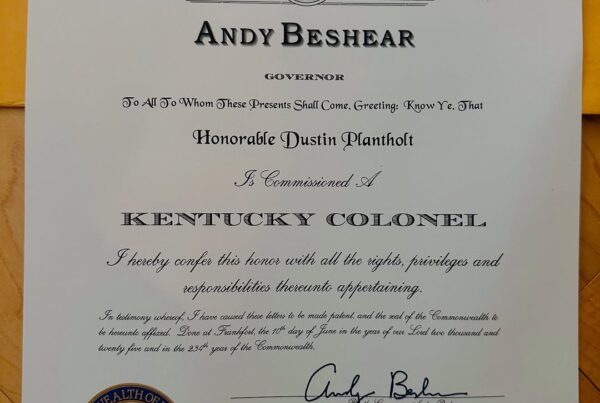 ANDY BESHEAR
GOVERNOR
To All To Whom These Presents Shall Come, Greeting: Know Ye, That
Honorable Dustin Plantholt
Is Commissioned A
KENTUCKY COLONEL
I hereby confer this honor with all the rights, privileges and
responsibilities thereunto appertaining.
In testimony whereof, I have caused these letters to be made patent, and the seal of the Commonwealth to
be hereunto affixed. Done at Frankfort, the 10th day of June in the year of our Lord two thousand and
twenty five and in the 234th year of the Commonwealth.
Andy Beshear